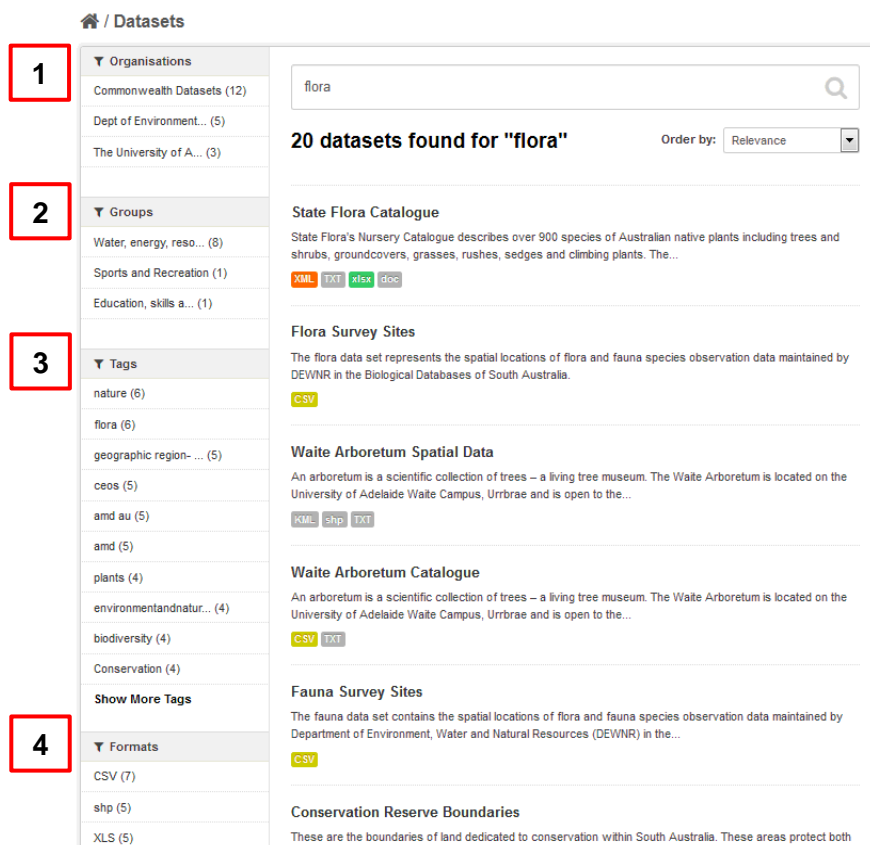 / Datasets
1
Organisations
Commonwealth Datasets (12)
Dept of Environment... (5)
The University of A... (3)
2
Groups
Water, energy, reso... (8)
Sports and Recreation (1)
Education, skills a... (1)
3
Tags
nature (6)
flora (6)
geographic region- ... (5)
ceos (5)
amd au (5)
amd (5)
plants (4)
environmentandnatur... (4)
biodiversity (4)
Conservation (4)
Show More Tags
4
Formats
CSV (7)
shp (5)
XLS (5)
flora
20 datasets found for "flora"
Order by: Relevance
State Flora Catalogue
State Flora's Nursery Catalogue describes over 900 species of Australian native plants including trees and
shrubs, groundcovers, grasses, rushes, sedges and climbing plants. The...
XML TXT xlsx doc
Flora Survey Sites
The flora data set represents the spatial locations of flora and fauna species observation data maintained by
DEWNR in the Biological Databases of South Australia.
CSV
Waite Arboretum Spatial Data
An arboretum is a scientific collection of trees – a living tree museum. The Waite Arboretum is located on the
University of Adelaide Waite Campus, Urrbrae and is open to the...
KML shp TXT
Waite Arboretum Catalogue
An arboretum is a scientific collection of trees – a living tree museum. The Waite Arboretum is located on the
University of Adelaide Waite Campus, Urrbrae and is open to the...
CSV TXT
Fauna Survey Sites
The fauna data set contains the spatial locations of flora and fauna species observation data maintained by
Department of Environment, Water and Natural Resources (DEWNR) in the...
CSV
Conservation Reserve Boundaries
These are the boundaries of land dedicated to conservation within South Australia. These areas protect both